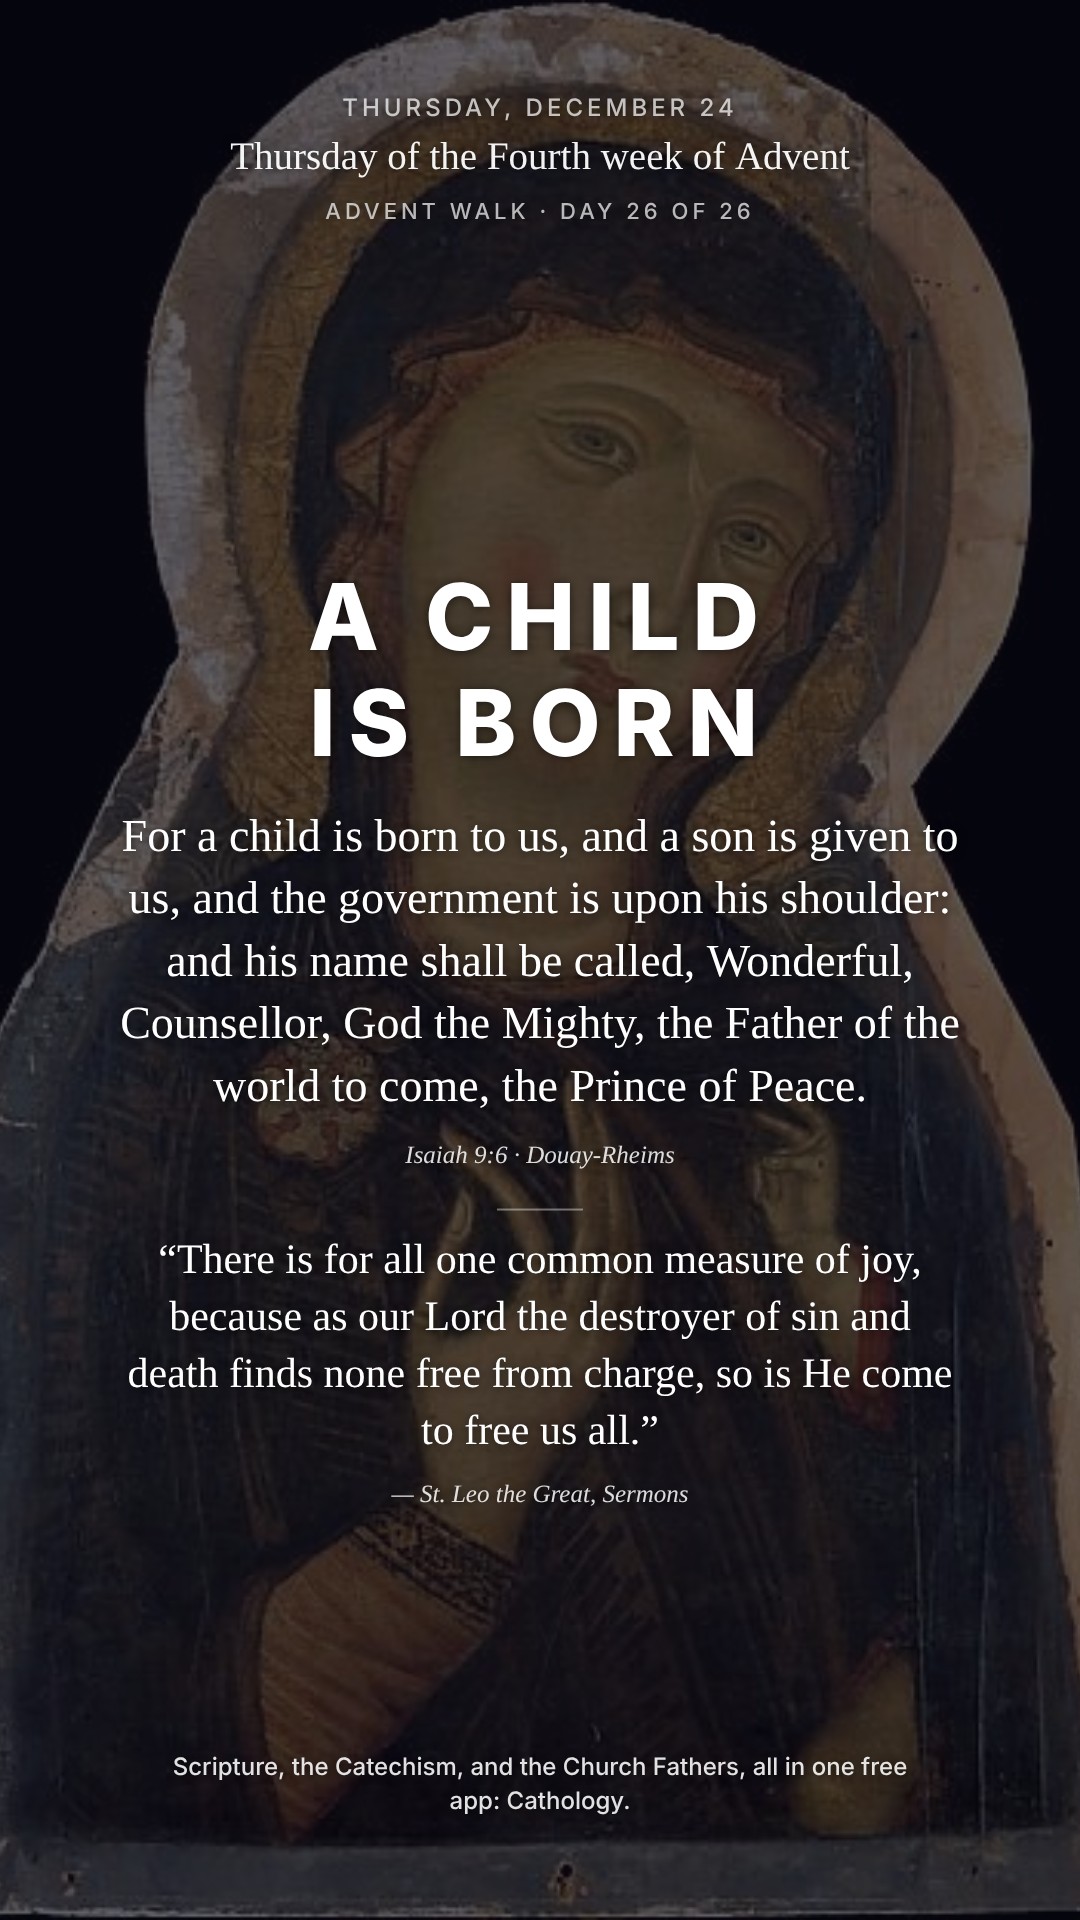 THURSDAY, DECEMBER 24
Thursday of the Fourth week of Advent
ADVENT WALK · DAY 26 OF 26
A CHILD
IS BORN
For a child is born to us, and a son is given to
us, and the government is upon his shoulder:
and his name shall be called, Wonderful,
Counsellor, God the Mighty, the Father of the
world to come, the Prince of Peace.
Isaiah 9:6 · Douay-Rheims
“There is for all one common measure of joy,
because as our Lord the destroyer of sin and
death finds none free from charge, so is He come
to free us all.”
— St. Leo the Great, Sermons
Scripture, the Catechism, and the Church Fathers, all in one free
app: Cathology.